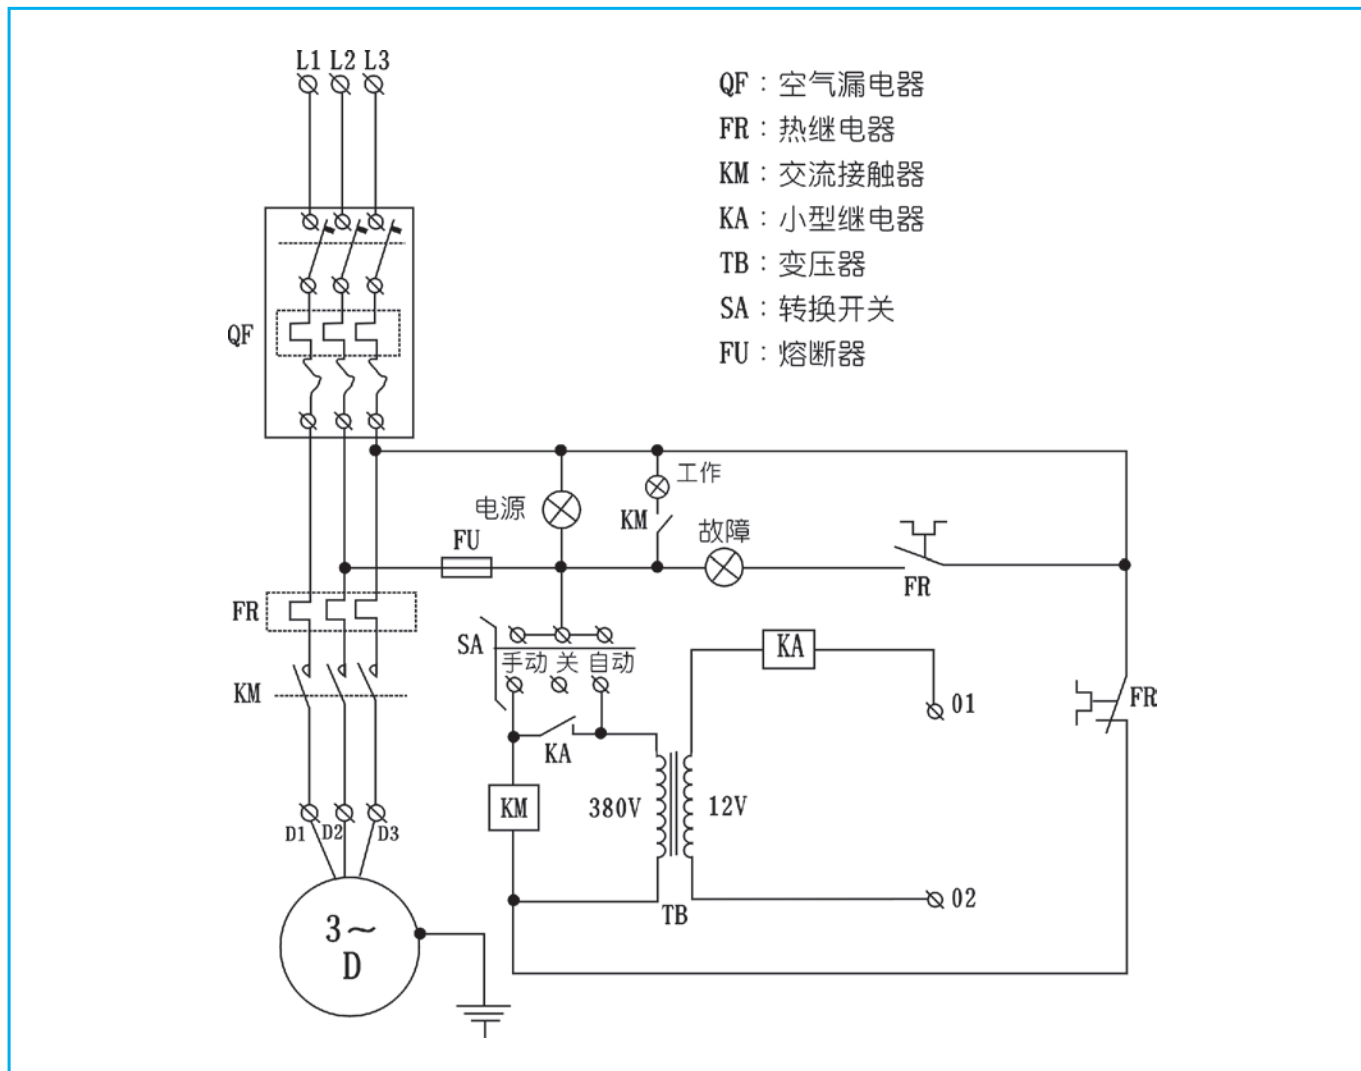 L1 L2 L3
QF：空气漏电器
FR：热继电器
KM：交流接触器
KA：小型继电器
TB：变压器
SA：转换开关
FU：熔断器
QF
工作
电源
KM
故障
FU
FR
FR
SA
手动 关 自动
KA
KM
FR
01
KA
KM
380V
12V
D1 D2 D3
02
TB
3～
D